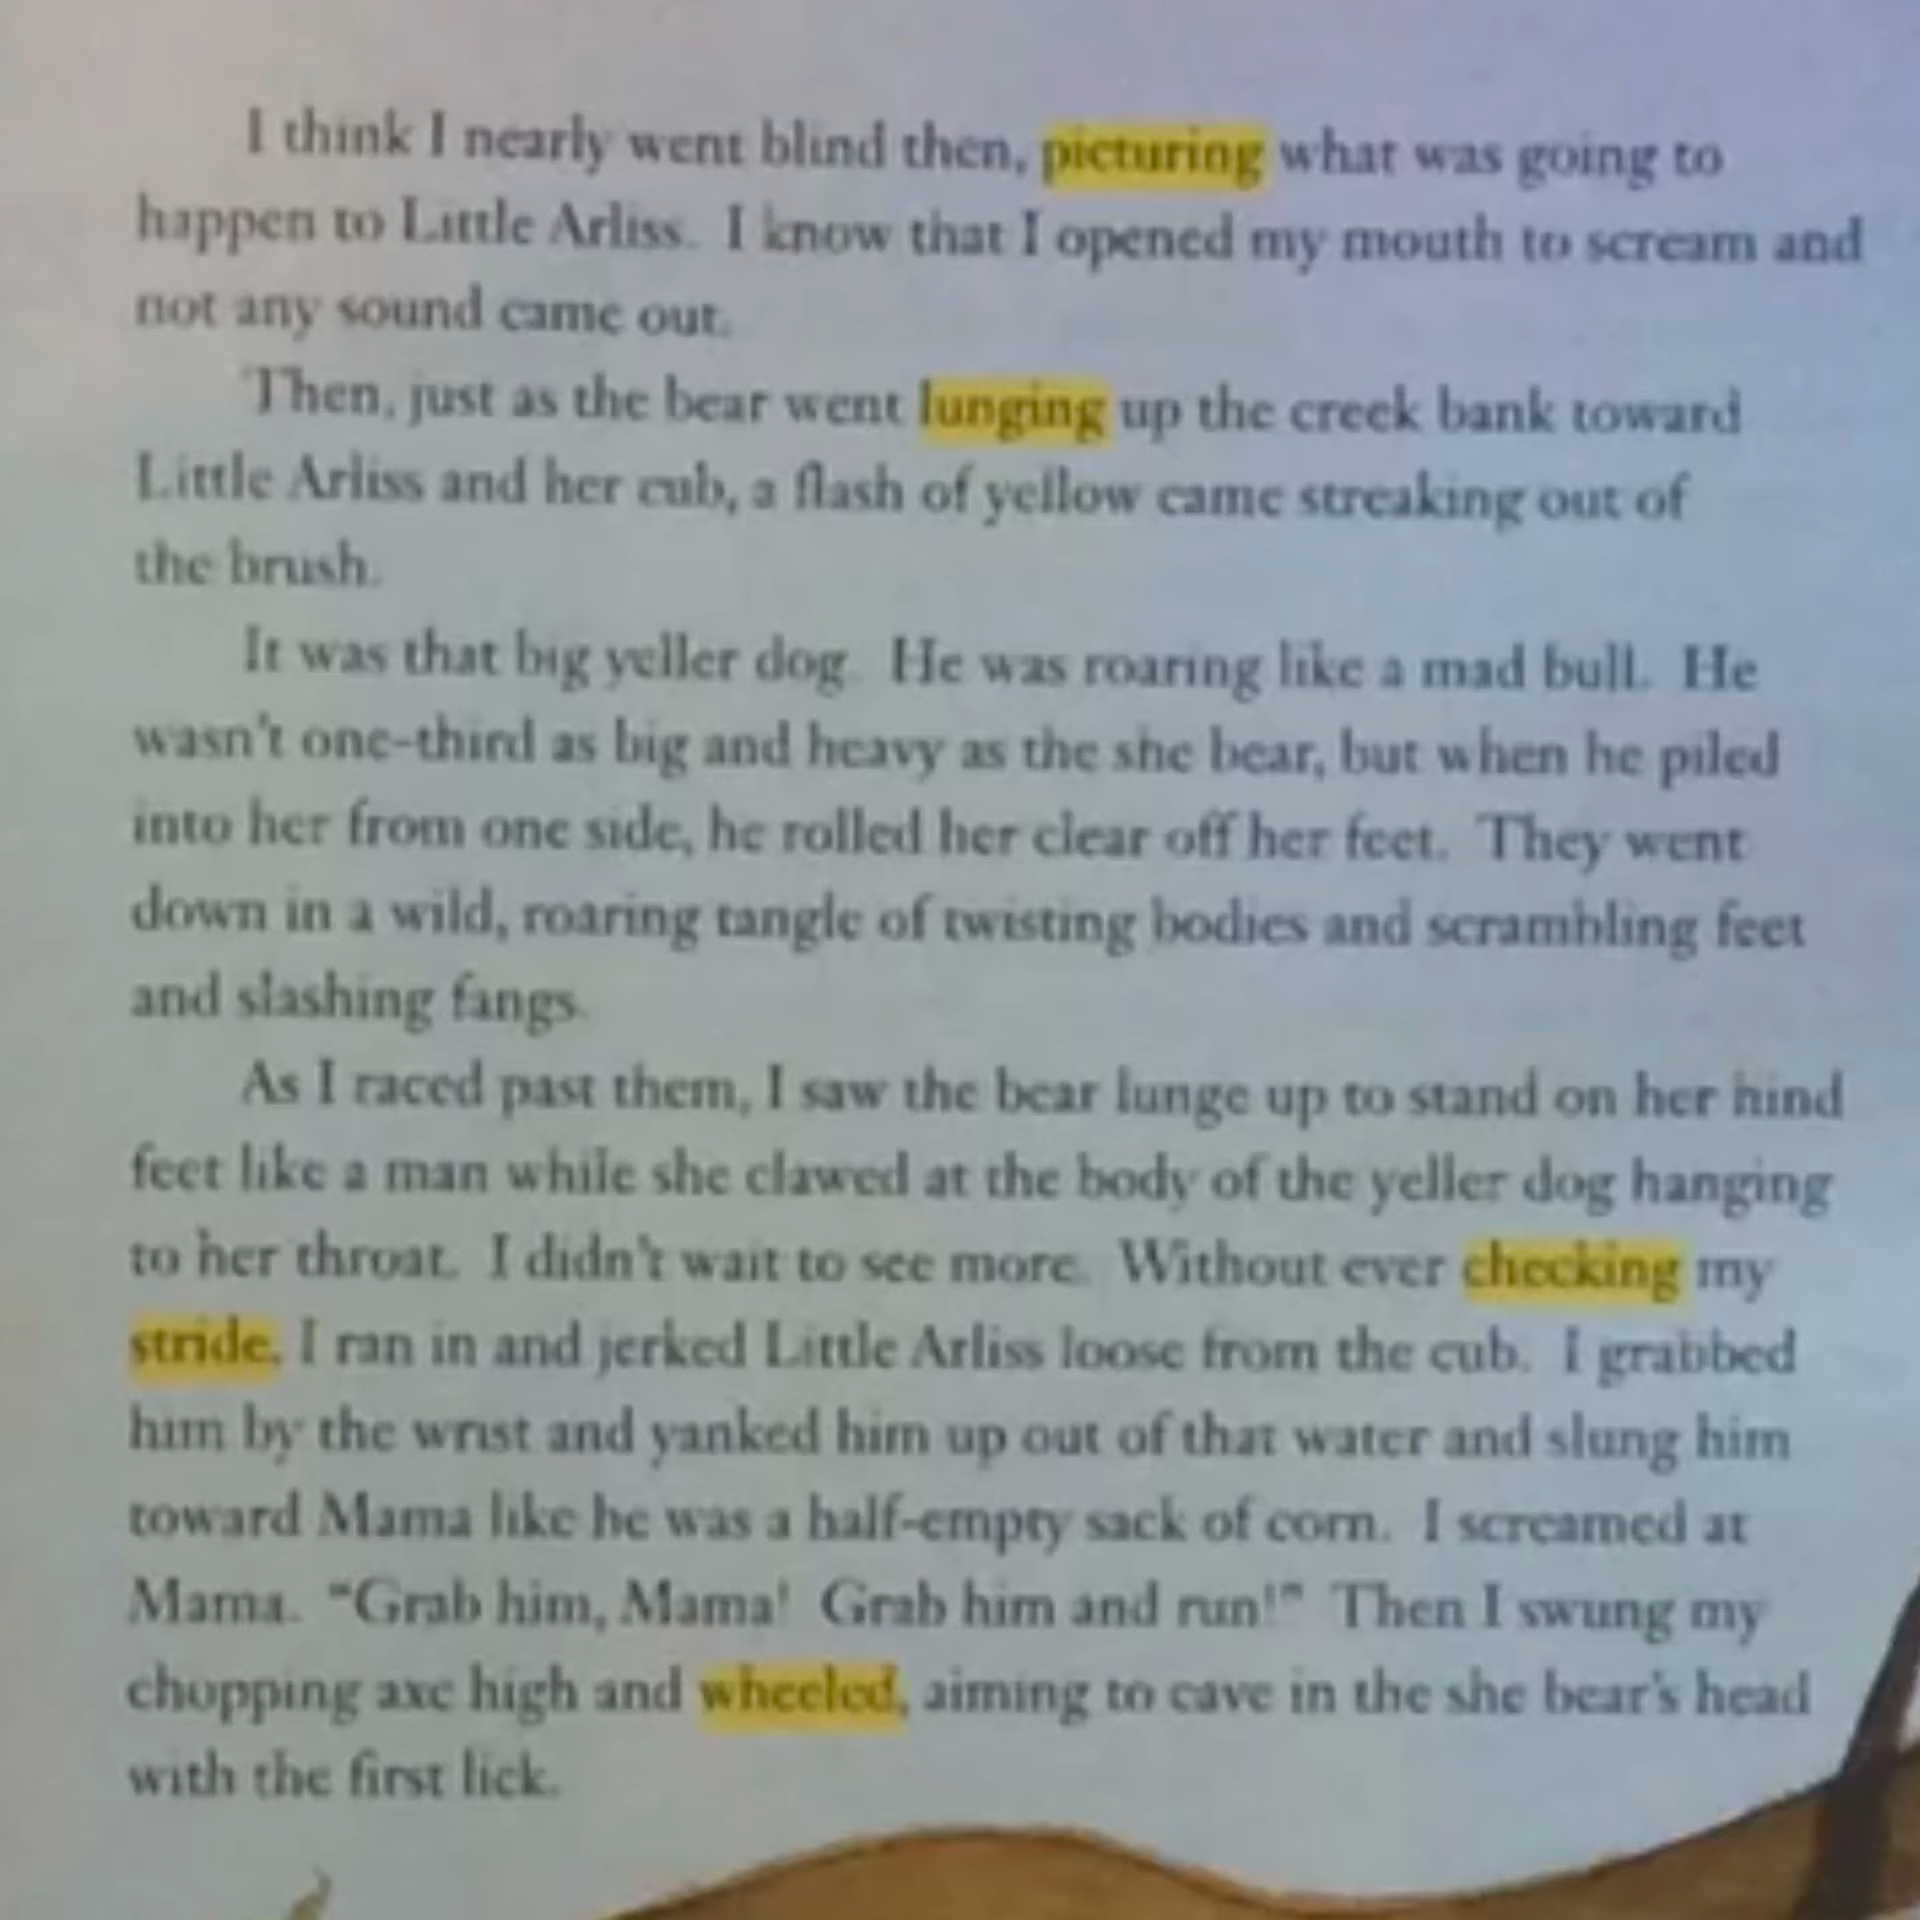 I think I nearly went blind then, picturing what was going to
happen to Little Arliss. I know that I opened my mouth to scream and
not any sound came out.
Then, just as the bear went lunging up the creek bank toward
Little Arliss and her cub, a flash of yellow came streaking out of
the brush.
It was that big yeller dog. He was roaring like a mad bull. He
wasn't one-third as big and heavy as the she bear, but when he piled
into her from one side, he rolled her clear off her feet. They went
down in a wild, roaring tangle of twisting bodies and scrambling feet
and slashing fangs.
As I raced past them, I saw the bear lunge up to stand on her hind
feet like a man while she clawed at the body of the yeller dog hanging
to her throat. I didn't wait to see more. Without ever checking my
stride, I ran in and jerked Little Arliss loose from the cub. I grabbed
him by the wrist and yanked him up out of that water and slung him
toward Mama like he was a half-empty sack of corn. I screamed at
Mama. "Grab him, Mama! Grab him and run!" Then I swung my
chopping axe high and wheeled, aiming to cave in the she bear's head
with the first lick.